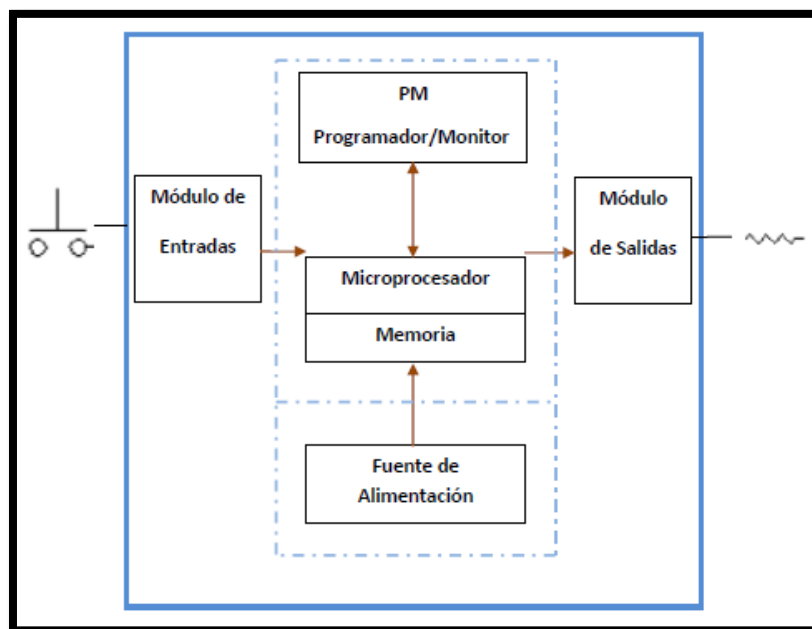 PM
Programador/Monitor
Módulo de
Entradas
Módulo
de Salidas
Microprocesador
Memoria
Fuente de
Alimentación